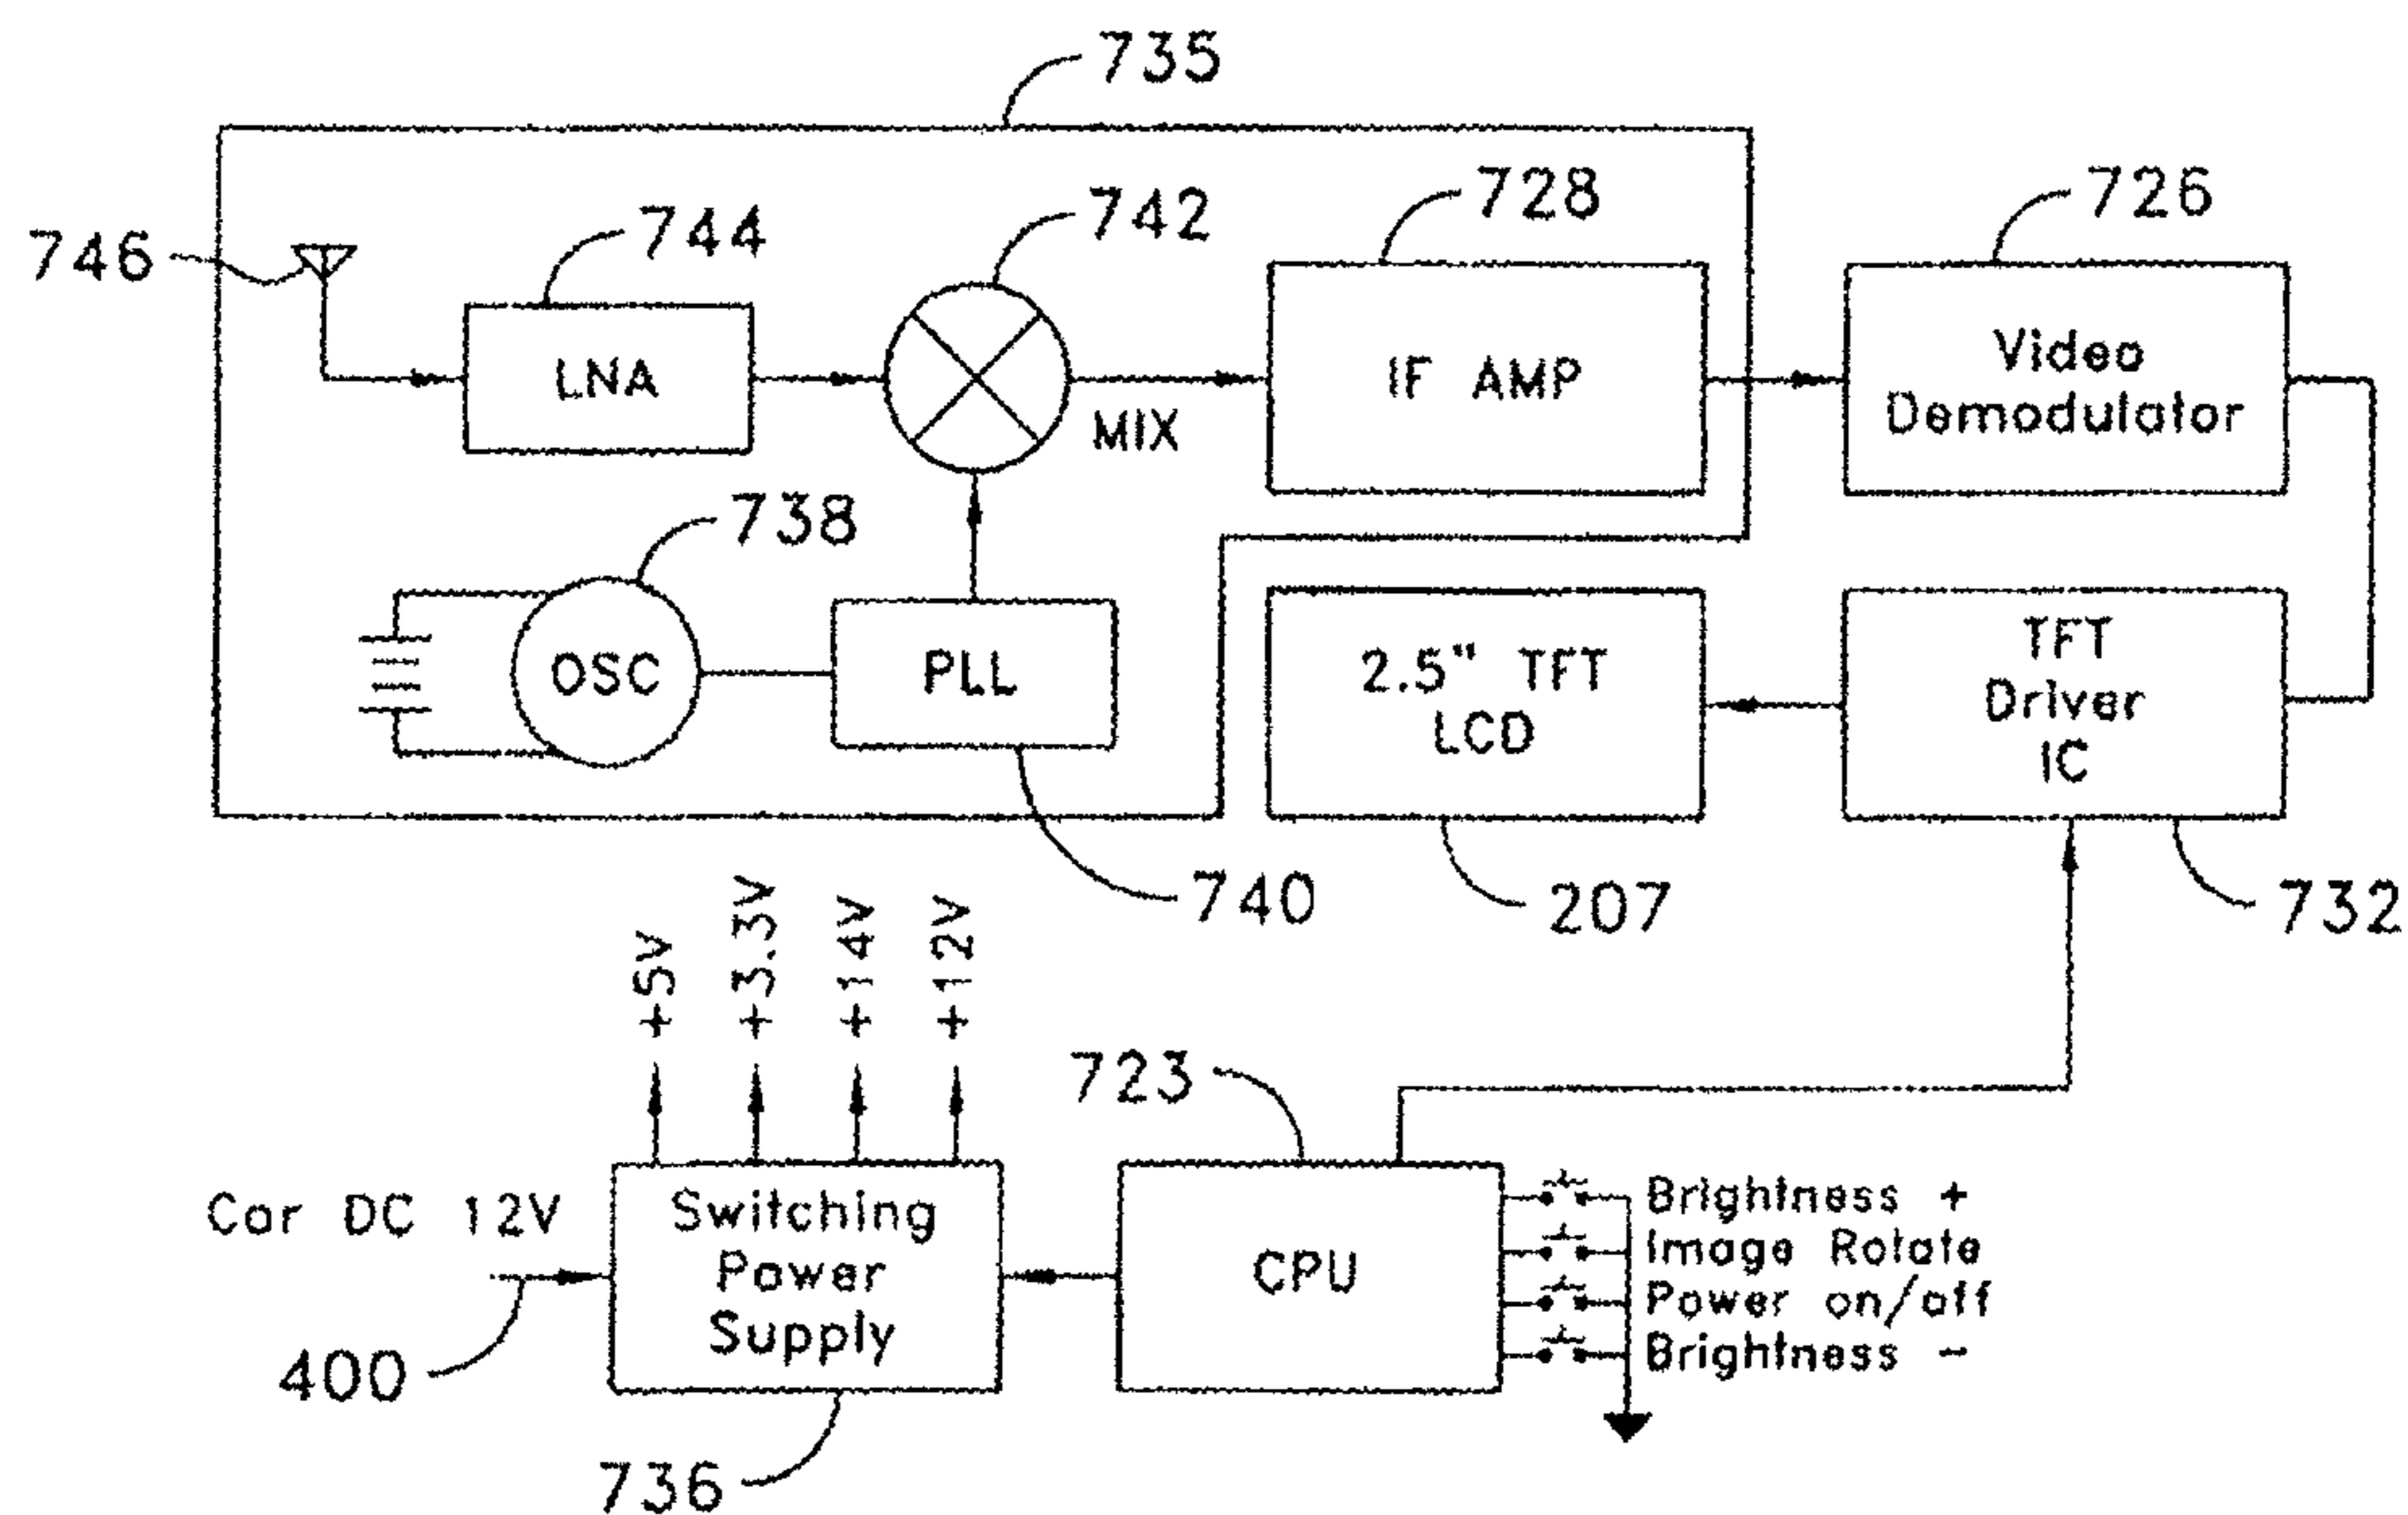 735
746
744
742
728
726
LNA
MIX
IF AMP
Video
Demodulator
738
OSC
PLL
2.5" TFT
LCD
TFT
Driver
IC
740
207
732
+5V
+3.3V
+14V
+12V
723
Car DC 12V
400
Switching
Power
Supply
CPU
Brightness +
Image Rotate
Power on/off
Brightness -
736